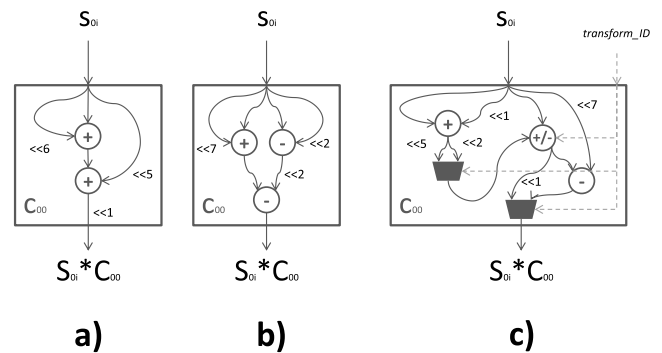 S0i
+
<<6
+
<<5
<<1
C00
S0i*C00
a)
S0i
+
-
<<7
<<2
<<2
-
C00
S0i*C00
b)
S0i
transform_ID
<<1
<<7
+
+/-
<<5
<<2
<<1
-
C00
S0i*C00
c)